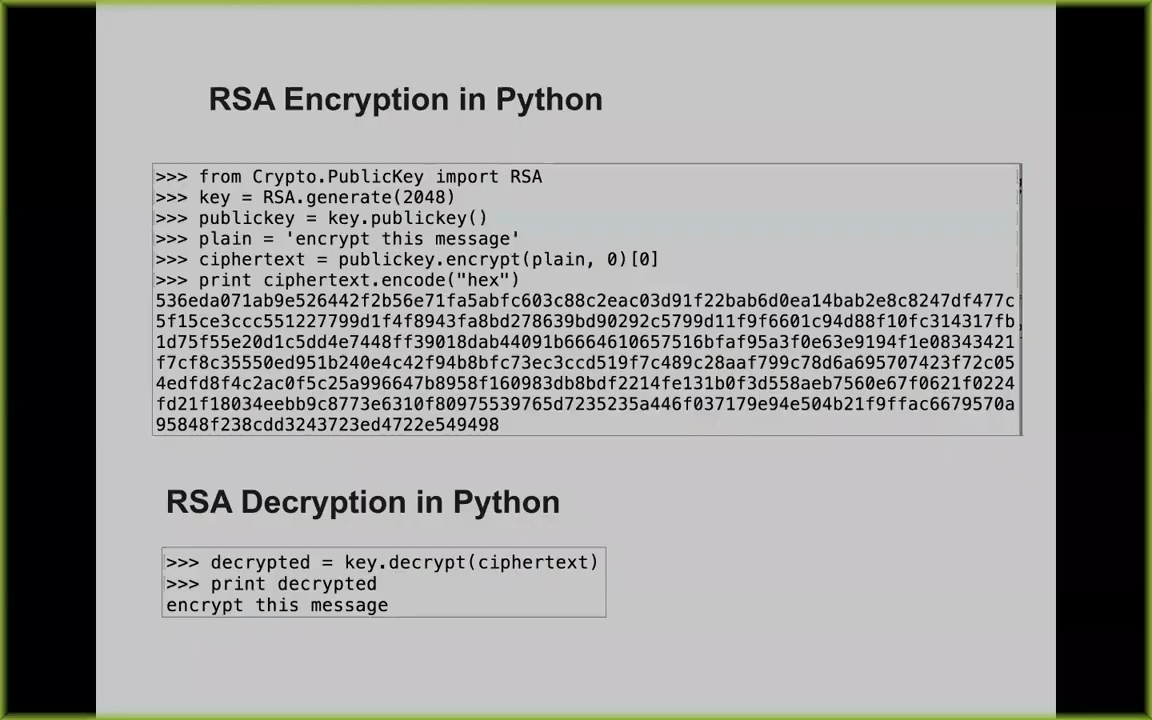 RSA Encryption in Python
>>> from Crypto.PublicKey import RSA
>>> key = RSA.generate(2048)
>>> publickey = key.publickey()
>>> plain = 'encrypt this message'
>>> ciphertext = publickey.encrypt(plain, 0)[0]
>>> print ciphertext.encode("hex")
536eda071ab9e526442f2b56e71fa5abfc603c88c2eac03d91f22bab6d0ea14bab2e8c8247df477c
5f15ce3ccc551227799d1f4f8943fa8bd278639bd90292c5799d11f9f6601c94d88f10fc314317fb
1d75f55e20d1c5dd4e7448ff39018dab44091b6664610657516bfaf95a3f0e63e9194f1e08343421
f7cf8c35550ed951b240e4c42f94b8bfc73ec3ccd519f7c489c28aaf799c78d6a695707423f72c05
4edfd8f4c2ac0f5c25a996647b8958f160983db8bdf2214fe131b0f3d558aeb7560e67f0621f0224
fd21f18034eebb9c8773e6310f80975539765d7235235a446f037179e94e504b21f9ffac6679570a
95848f238cdd3243723ed4722e549498
RSA Decryption in Python
>>> decrypted = key.decrypt(ciphertext)
>>> print decrypted
encrypt this message